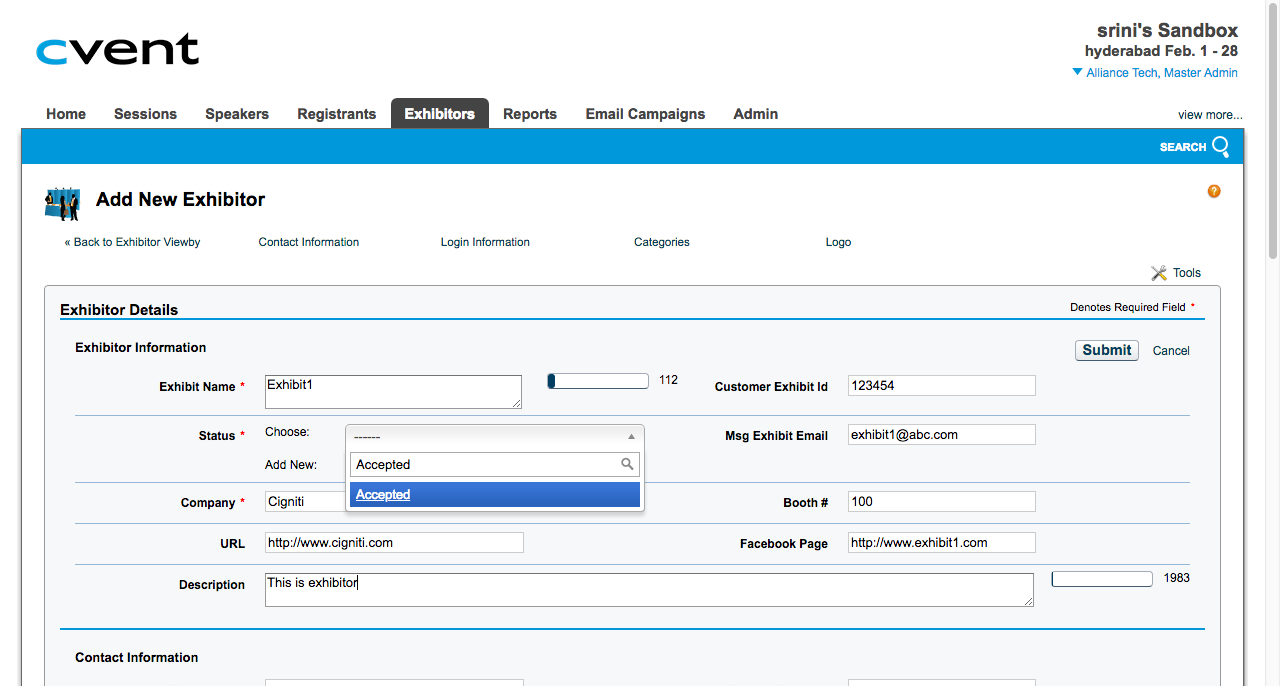 cvent
srini's Sandbox
hyderabad Feb. 1 - 28
Alliance Tech, Master Admin
Home Sessions Speakers Registrants Exhibitors Reports Email Campaigns Admin view more...
SEARCH
Add New Exhibitor
« Back to Exhibitor Viewby Contact Information Login Information Categories Logo
Tools
Exhibitor Details Denotes Required Field *
Exhibitor Information
Submit Cancel
Exhibit Name * Exhibit1 112 Customer Exhibit Id 123454
Status * Choose: ------ Msg Exhibit Email exhibit1@abc.com
Add New: Accepted
Accepted
Company * Cigniti Booth # 100
URL http://www.cigniti.com Facebook Page http://www.exhibit1.com
Description This is exhibitor 1983
Contact Information